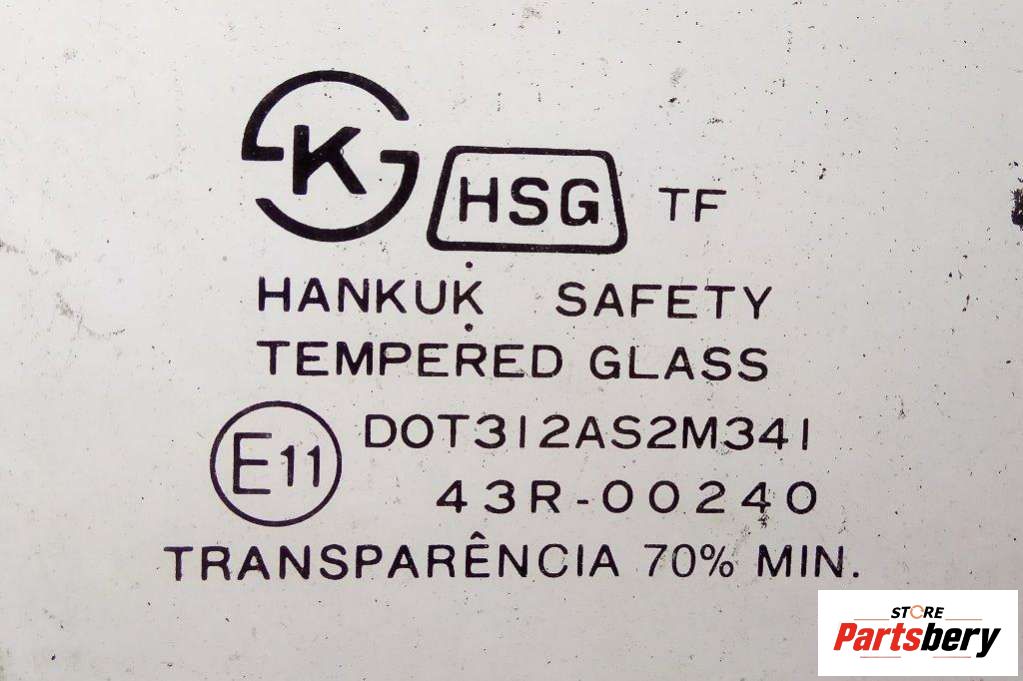 K HSG TF
HANKUK SAFETY
TEMPERED GLASS
E11 DOT312AS2M341
43R-00240
TRANSPARÊNCIA 70% MIN.
STORE
Partsbery